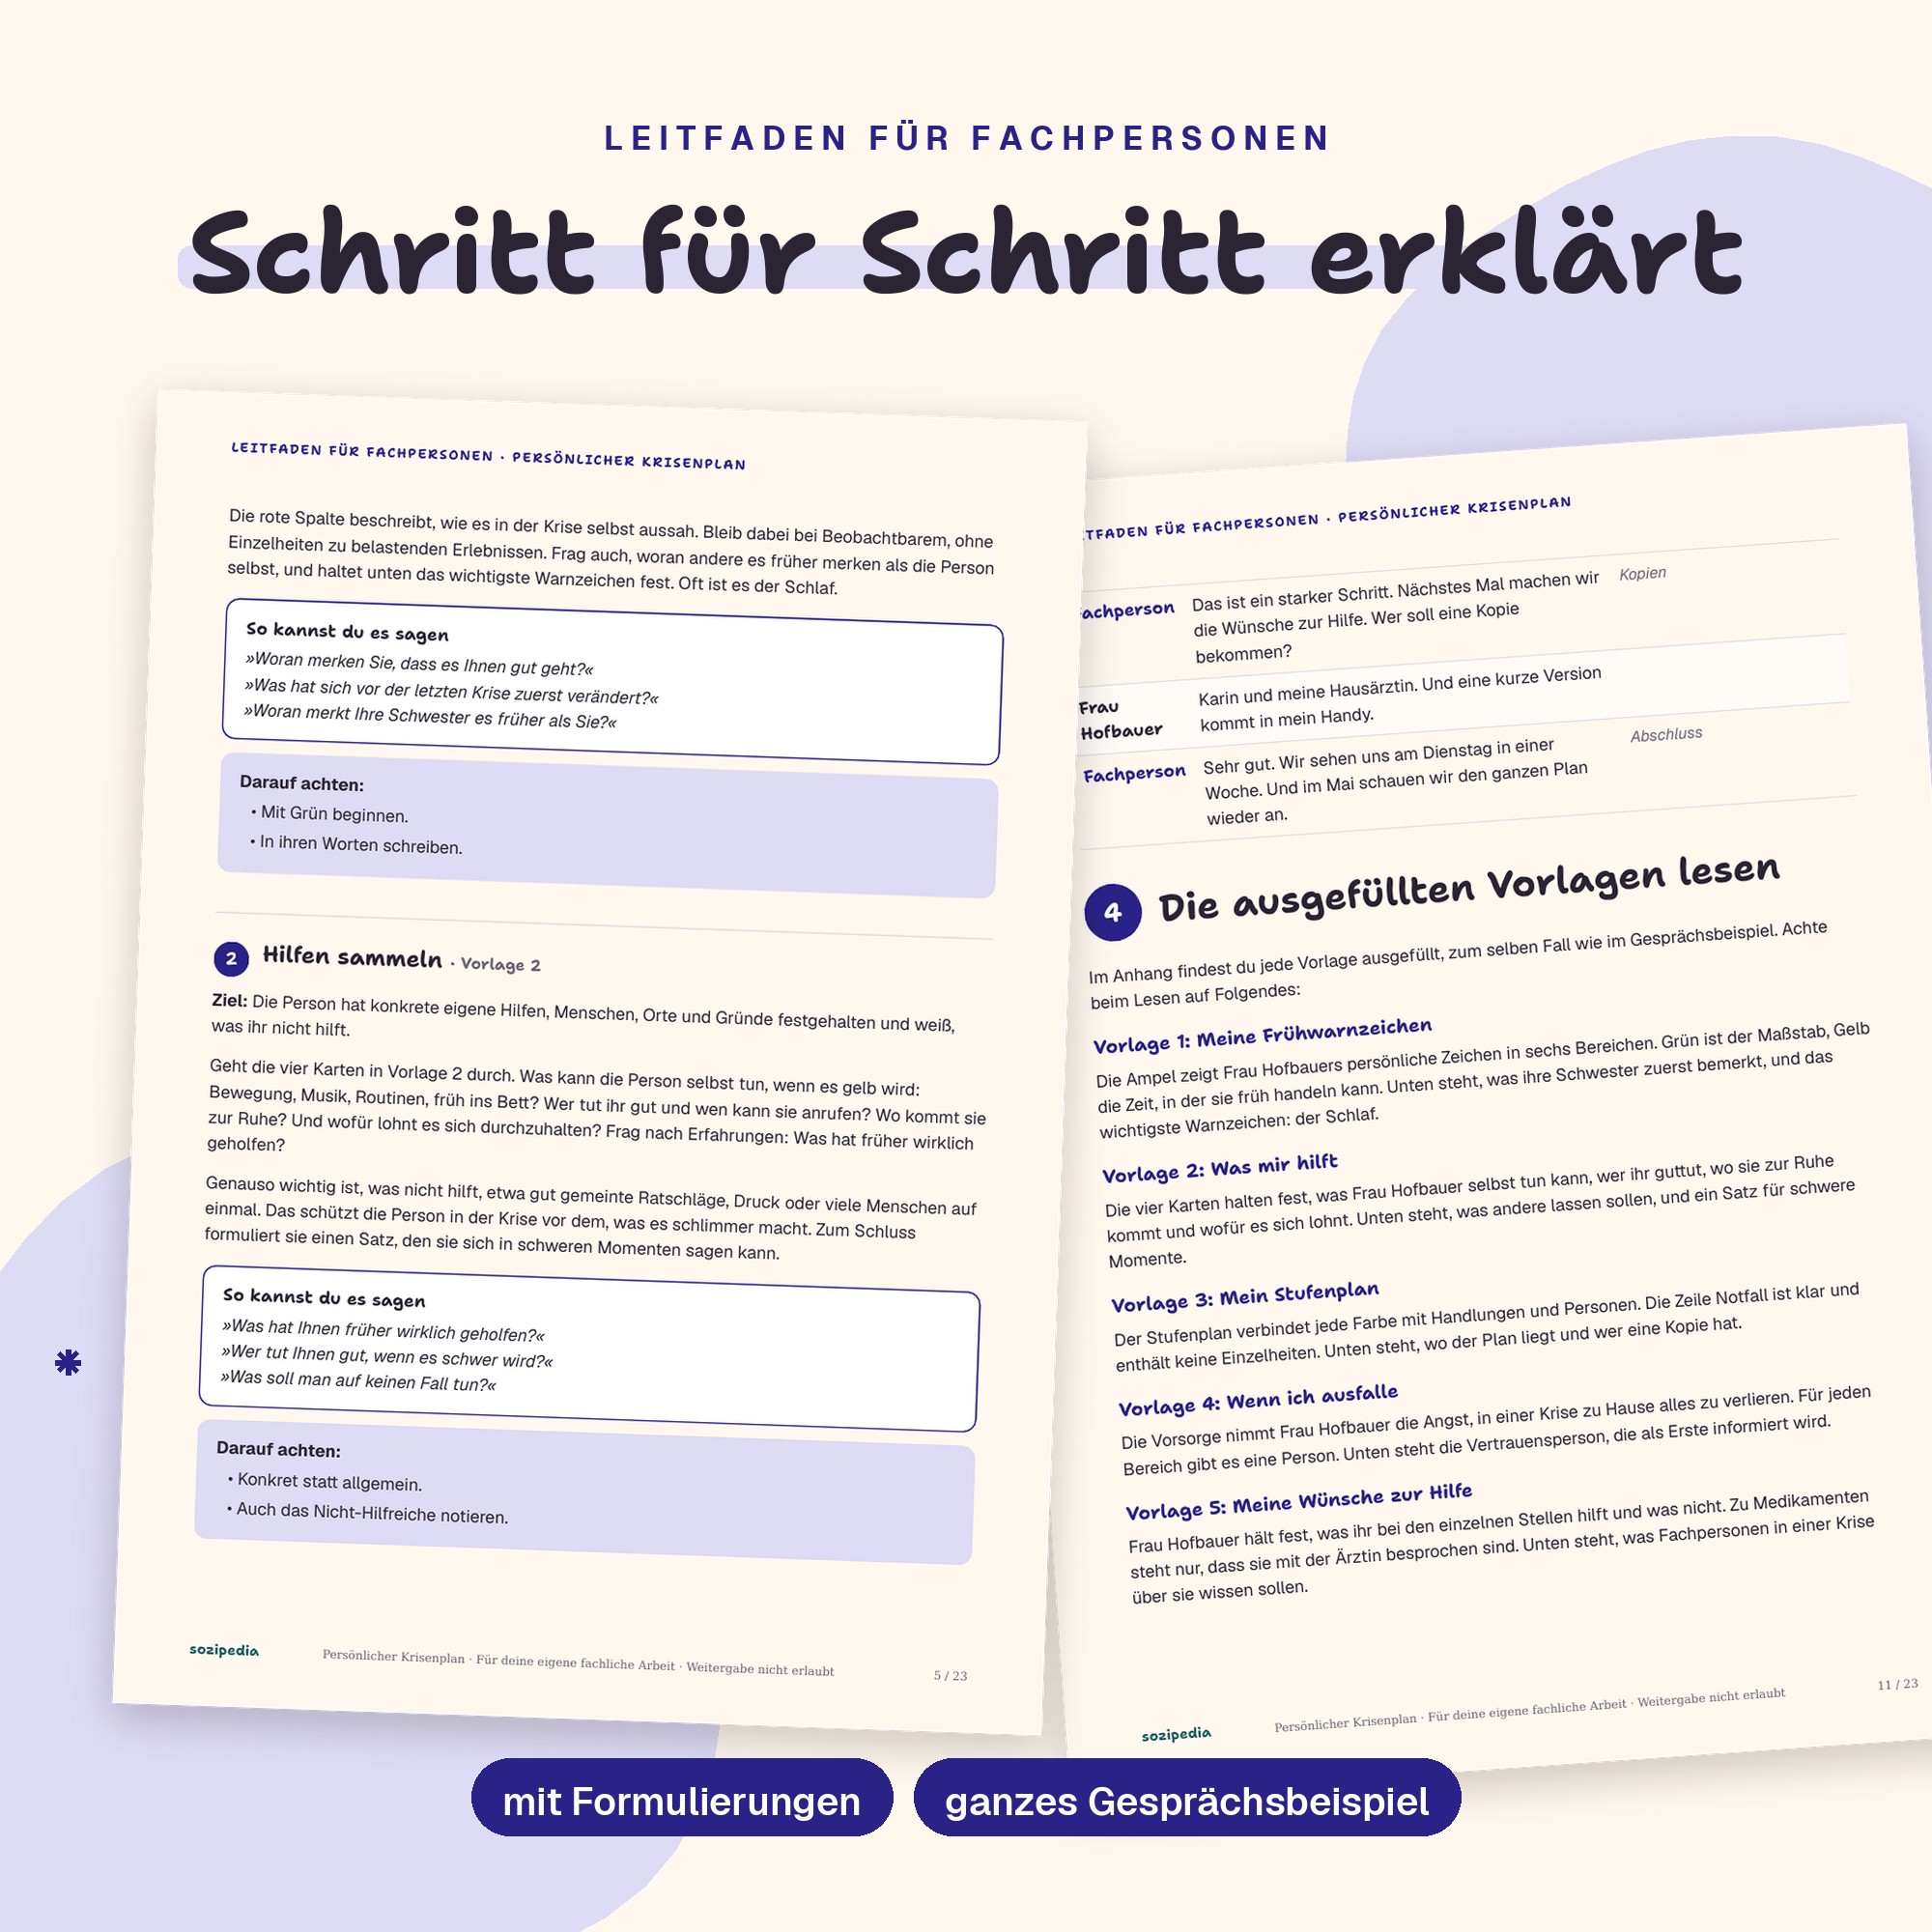 LEITFADEN FÜR FACHPERSONEN
Schritt für Schritt erklärt
LEITFADEN FÜR FACHPERSONEN · PERSÖNLICHER KRISENPLAN
Die rote Spalte beschreibt, wie es in der Krise selbst aussah. Bleib dabei bei Beobachtbarem, ohne
Einzelheiten zu belastenden Erlebnissen. Frag auch, woran andere es früher merken als die Person
selbst, und haltet unten das wichtigste Warnzeichen fest. Oft ist es der Schlaf.
So kannst du es sagen
»Woran merken Sie, dass es Ihnen gut geht?«
»Was hat sich vor der letzten Krise zuerst verändert?«
»Woran merkt Ihre Schwester es früher als Sie?«
Darauf achten:
• Mit Grün beginnen.
• In ihren Worten schreiben.
2 Hilfen sammeln · Vorlage 2
Ziel: Die Person hat konkrete eigene Hilfen, Menschen, Orte und Gründe festgehalten und weiß,
was ihr nicht hilft.
Geht die vier Karten in Vorlage 2 durch. Was kann die Person selbst tun, wenn es gelb wird:
Bewegung, Musik, Routinen, früh ins Bett? Wer tut ihr gut und wen kann sie anrufen? Wo kommt sie
zur Ruhe? Und wofür lohnt es sich durchzuhalten? Frag nach Erfahrungen: Was hat früher wirklich
geholfen?
Genauso wichtig ist, was nicht hilft, etwa gut gemeinte Ratschläge, Druck oder viele Menschen auf
einmal. Das schützt die Person in der Krise vor dem, was es schlimmer macht. Zum Schluss
formuliert sie einen Satz, den sie sich in schweren Momenten sagen kann.
So kannst du es sagen
»Was hat Ihnen früher wirklich geholfen?«
»Wer tut Ihnen gut, wenn es schwer wird?«
»Was soll man auf keinen Fall tun?«
Darauf achten:
• Konkret statt allgemein.
• Auch das Nicht-Hilfreiche notieren.
sozipedia Persönlicher Krisenplan · Für deine eigene fachliche Arbeit · Weitergabe nicht erlaubt 5 / 23
TFADEN FÜR FACHPERSONEN · PERSÖNLICHER KRISENPLAN
Fachperson Das ist ein starker Schritt. Nächstes Mal machen wir Kopien
die Wünsche zur Hilfe. Wer soll eine Kopie
bekommen?
Frau Karin und meine Hausärztin. Und eine kurze Version
Hofbauer kommt in mein Handy.
Fachperson Sehr gut. Wir sehen uns am Dienstag in einer Abschluss
Woche. Und im Mai schauen wir den ganzen Plan
wieder an.
4 Die ausgefüllten Vorlagen lesen
Im Anhang findest du jede Vorlage ausgefüllt, zum selben Fall wie im Gesprächsbeispiel. Achte
beim Lesen auf Folgendes:
Vorlage 1: Meine Frühwarnzeichen
Die Ampel zeigt Frau Hofbauers persönliche Zeichen in sechs Bereichen. Grün ist der Maßstab, Gelb
die Zeit, in der sie früh handeln kann. Unten steht, was ihre Schwester zuerst bemerkt, und das
wichtigste Warnzeichen: der Schlaf.
Vorlage 2: Was mir hilft
Die vier Karten halten fest, was Frau Hofbauer selbst tun kann, wer ihr guttut, wo sie zur Ruhe
kommt und wofür es sich lohnt. Unten steht, was andere lassen sollen, und ein Satz für schwere
Momente.
Vorlage 3: Mein Stufenplan
Der Stufenplan verbindet jede Farbe mit Handlungen und Personen. Die Zeile Notfall ist klar und
enthält keine Einzelheiten. Unten steht, wo der Plan liegt und wer eine Kopie hat.
Vorlage 4: Wenn ich ausfalle
Die Vorsorge nimmt Frau Hofbauer die Angst, in einer Krise zu Hause alles zu verlieren. Für jeden
Bereich gibt es eine Person. Unten steht die Vertrauensperson, die als Erste informiert wird.
Vorlage 5: Meine Wünsche zur Hilfe
Frau Hofbauer hält fest, was ihr bei den einzelnen Stellen hilft und was nicht. Zu Medikamenten
steht nur, dass sie mit der Ärztin besprochen sind. Unten steht, was Fachpersonen in einer Krise
über sie wissen sollen.
sozipedia Persönlicher Krisenplan · Für deine eigene fachliche Arbeit · Weitergabe nicht erlaubt 11 / 23
mit Formulierungen
ganzes Gesprächsbeispiel